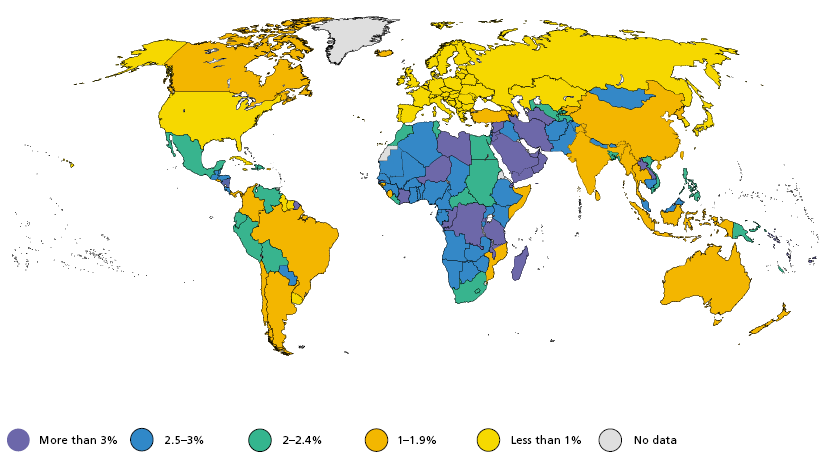 More than 3% 2.5–3% 2–2.4% 1–1.9% Less than 1% No data